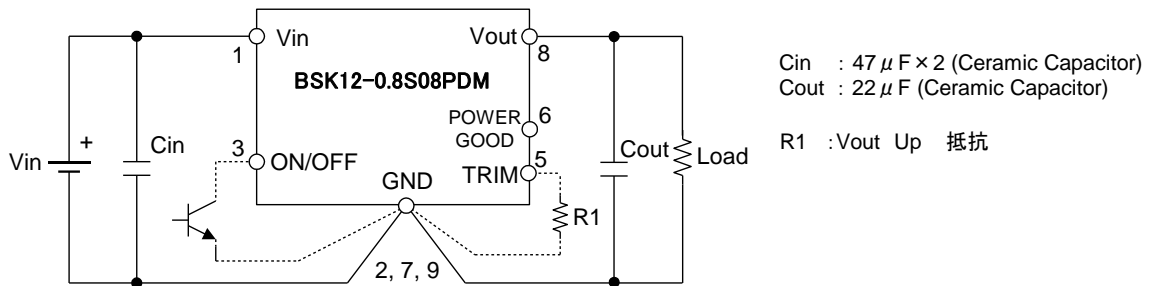 1 Vin
Vout 8
BSK12-0.8S08PDM
POWER GOOD 6
Vin + Cin
3 ON/OFF
TRIM 5
GND
Cout Load
R1
2, 7, 9
Cin : 47μF×2 (Ceramic Capacitor)
Cout : 22μF (Ceramic Capacitor)
R1 :Vout Up 抵抗